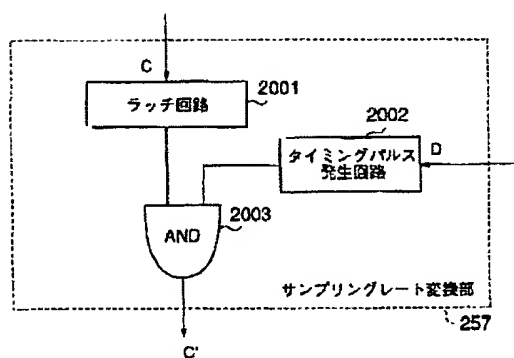 C
ラッチ回路
2001
2002
タイミングパルス
発生回路
D
AND
2003
サンプリングレート変換部
257
C'